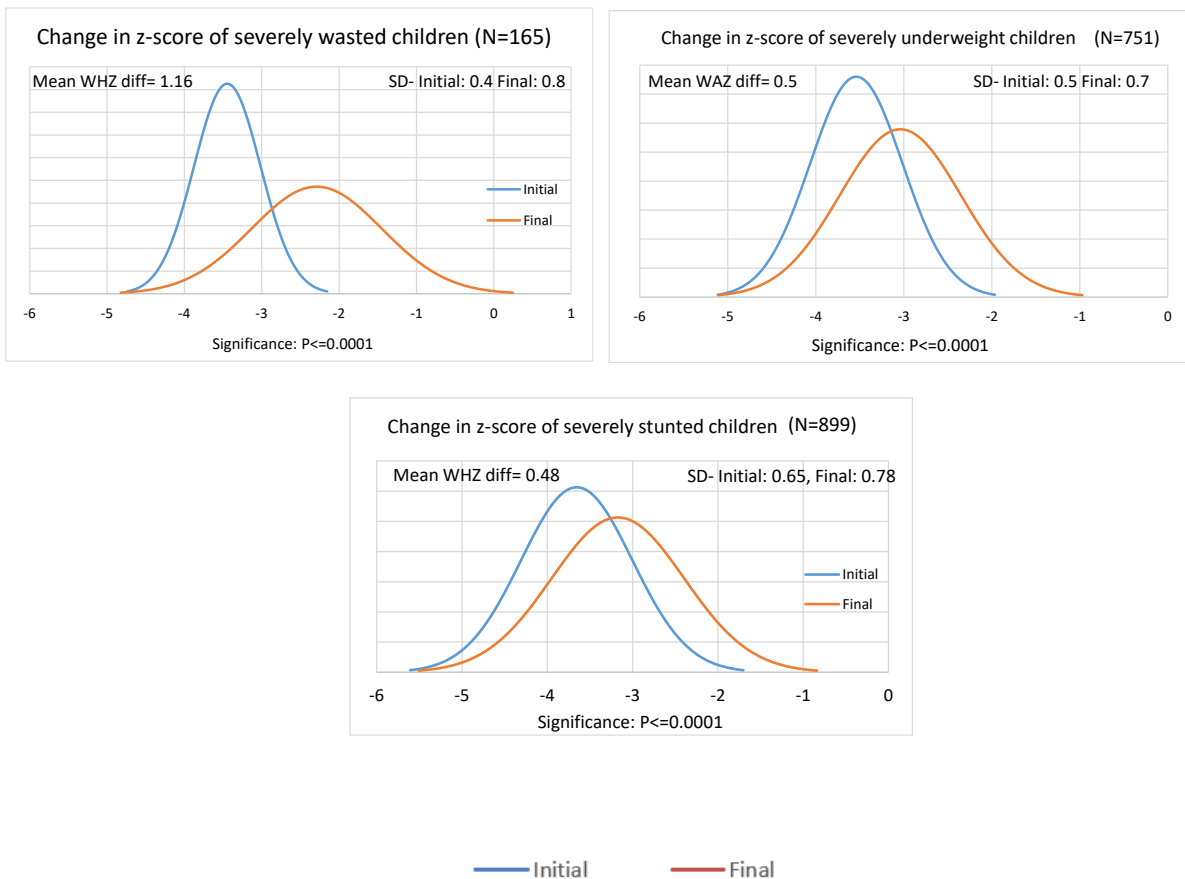 Change in z-score of severely wasted children (N=165)
Mean WHZ diff= 1.16 SD- Initial: 0.4 Final: 0.8
Initial
Final
-6 -5 -4 -3 -2 -1 0 1
Significance: P<=0.0001
Change in z-score of severely underweight children (N=751)
Mean WAZ diff= 0.5 SD- Initial: 0.5 Final: 0.7
-6 -5 -4 -3 -2 -1 0
Significance: P<=0.0001
Change in z-score of severely stunted children (N=899)
Mean WHZ diff= 0.48 SD- Initial: 0.65, Final: 0.78
Initial
Final
-6 -5 -4 -3 -2 -1 0
Significance: P<=0.0001
Initial Final